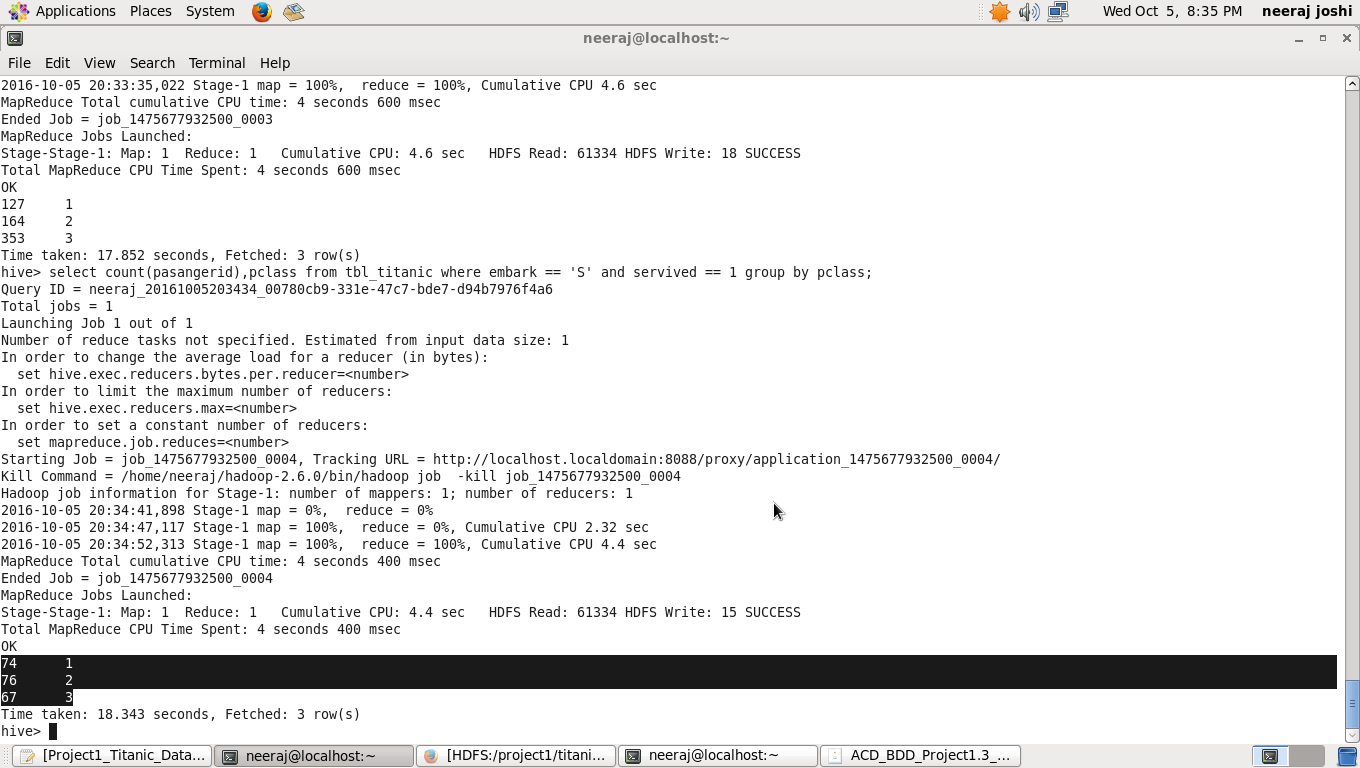 Applications Places System Wed Oct 5, 8:35 PM neeraj joshi
neeraj@localhost:~
File Edit View Search Terminal Help
2016-10-05 20:33:35,022 Stage-1 map = 100%,  reduce = 100%, Cumulative CPU 4.6 sec
MapReduce Total cumulative CPU time: 4 seconds 600 msec
Ended Job = job_1475677932500_0003
MapReduce Jobs Launched:
Stage-Stage-1: Map: 1  Reduce: 1   Cumulative CPU: 4.6 sec   HDFS Read: 61334 HDFS Write: 18 SUCCESS
Total MapReduce CPU Time Spent: 4 seconds 600 msec
OK
127	1
164	2
353	3
Time taken: 17.852 seconds, Fetched: 3 row(s)
hive> select count(pasangerid),pclass from tbl_titanic where embark == 'S' and servived == 1 group by pclass;
Query ID = neeraj_20161005203434_00780cb9-331e-47c7-bde7-d94b7976f4a6
Total jobs = 1
Launching Job 1 out of 1
Number of reduce tasks not specified. Estimated from input data size: 1
In order to change the average load for a reducer (in bytes):
  set hive.exec.reducers.bytes.per.reducer=<number>
In order to limit the maximum number of reducers:
  set hive.exec.reducers.max=<number>
In order to set a constant number of reducers:
  set mapreduce.job.reduces=<number>
Starting Job = job_1475677932500_0004, Tracking URL = http://localhost.localdomain:8088/proxy/application_1475677932500_0004/
Kill Command = /home/neeraj/hadoop-2.6.0/bin/hadoop job  -kill job_1475677932500_0004
Hadoop job information for Stage-1: number of mappers: 1; number of reducers: 1
2016-10-05 20:34:41,898 Stage-1 map = 0%,  reduce = 0%
2016-10-05 20:34:47,117 Stage-1 map = 100%,  reduce = 0%, Cumulative CPU 2.32 sec
2016-10-05 20:34:52,313 Stage-1 map = 100%,  reduce = 100%, Cumulative CPU 4.4 sec
MapReduce Total cumulative CPU time: 4 seconds 400 msec
Ended Job = job_1475677932500_0004
MapReduce Jobs Launched:
Stage-Stage-1: Map: 1  Reduce: 1   Cumulative CPU: 4.4 sec   HDFS Read: 61334 HDFS Write: 15 SUCCESS
Total MapReduce CPU Time Spent: 4 seconds 400 msec
OK
74	1
76	2
67	3
Time taken: 18.343 seconds, Fetched: 3 row(s)
hive>
[Project1_Titanic_Data... neeraj@localhost:~ [HDFS:/project1/titani... neeraj@localhost:~ ACD_BDD_Project1.3_...